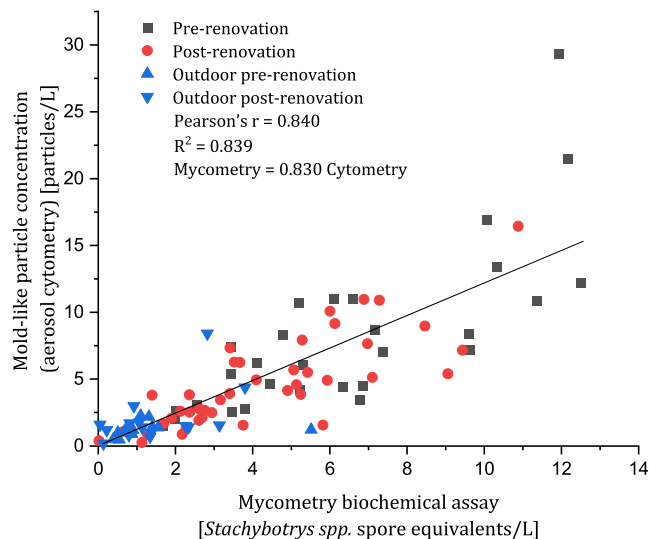 Pre-renovation
Post-renovation
Outdoor pre-renovation
Outdoor post-renovation
Pearson's r = 0.840
R² = 0.839
Mycometry = 0.830 Cytometry
Mold-like particle concentration
(aerosol cytometry) [particles/L]
30
25
20
15
10
5
0
0
2
4
6
8
10
12
14
Mycometry biochemical assay
[Stachybotrys spp. spore equivalents/L]